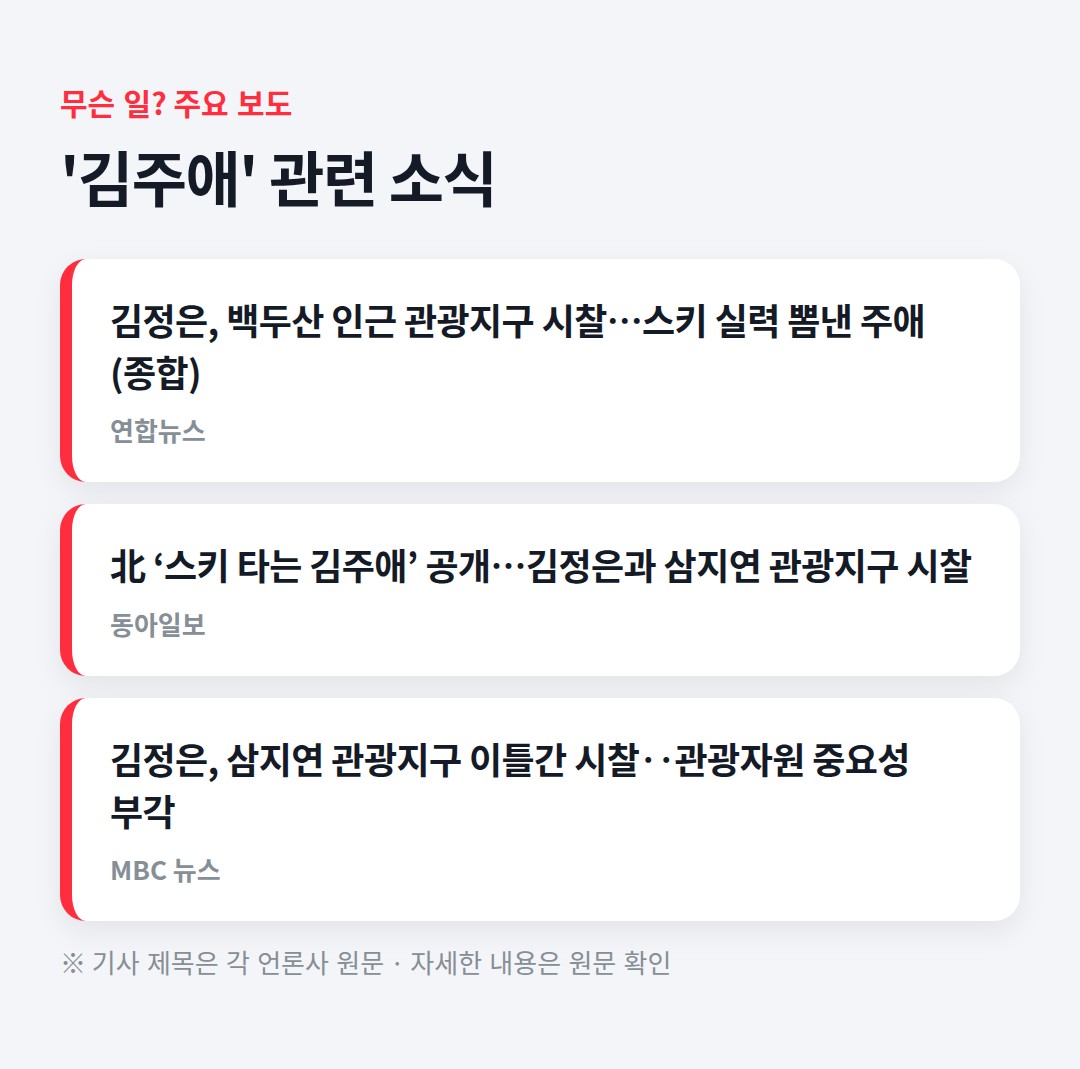 무슨 일? 주요 보도
'김주애' 관련 소식
김정은, 백두산 인근 관광지구 시찰…스키 실력 뽐낸 주애
(종합)
연합뉴스
北 ‘스키 타는 김주애’ 공개…김정은과 삼지연 관광지구 시찰
동아일보
김정은, 삼지연 관광지구 이틀간 시찰‥관광자원 중요성
부각
MBC 뉴스
※ 기사 제목은 각 언론사 원문 · 자세한 내용은 원문 확인